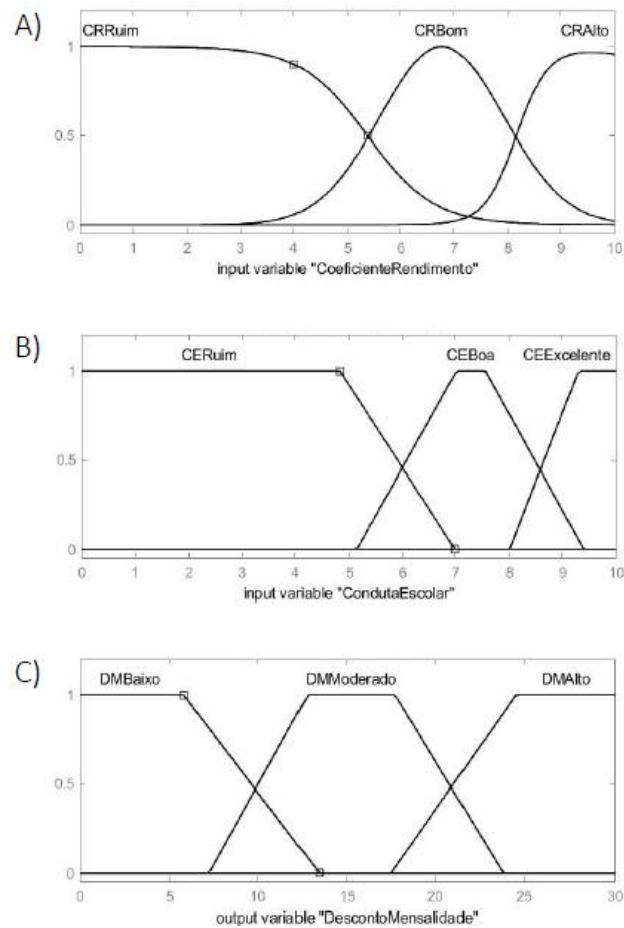 A)
CRRuim CRBom CRAlto
1
0.5
0
0 1 2 3 4 5 6 7 8 9 10
input variable "CoeficienteRendimento"
B)
CERuim CEBoa CEExcelente
1
0.5
0
0 1 2 3 4 5 6 7 8 9 10
input variable "CondutaEscolar"
C)
DMBaixo DMModerado DMAlto
1
0.5
0
0 5 10 15 20 25 30
output variable "DescontoMensalidade"